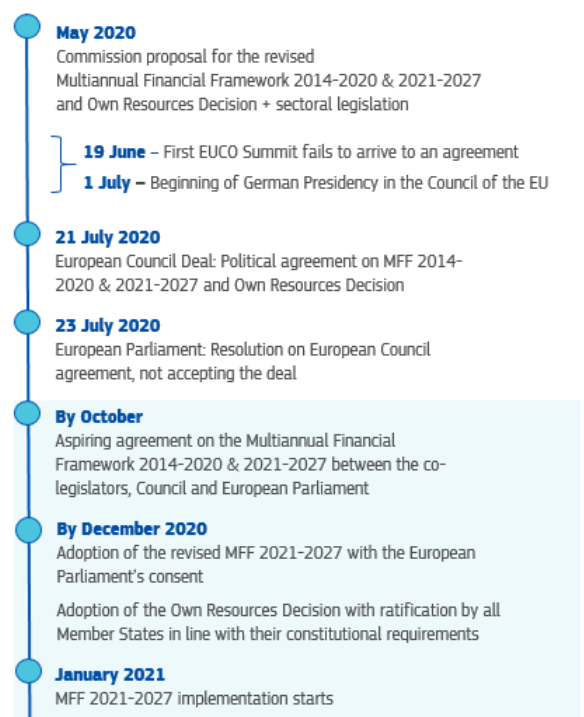 May 2020
Commission proposal for the revised
Multiannual Financial Framework 2014-2020 & 2021-2027
and Own Resources Decision + sectoral legislation
19 June – First EUCO Summit fails to arrive to an agreement
1 July – Beginning of German Presidency in the Council of the EU
21 July 2020
European Council Deal: Political agreement on MFF 2014-
2020 & 2021-2027 and Own Resources Decision
23 July 2020
European Parliament: Resolution on European Council
agreement, not accepting the deal
By October
Aspiring agreement on the Multiannual Financial
Framework 2014-2020 & 2021-2027 between the co-
legislators, Council and European Parliament
By December 2020
Adoption of the revised MFF 2021-2027 with the European
Parliament's consent
Adoption of the Own Resources Decision with ratification by all
Member States in line with their constitutional requirements
January 2021
MFF 2021-2027 implementation starts